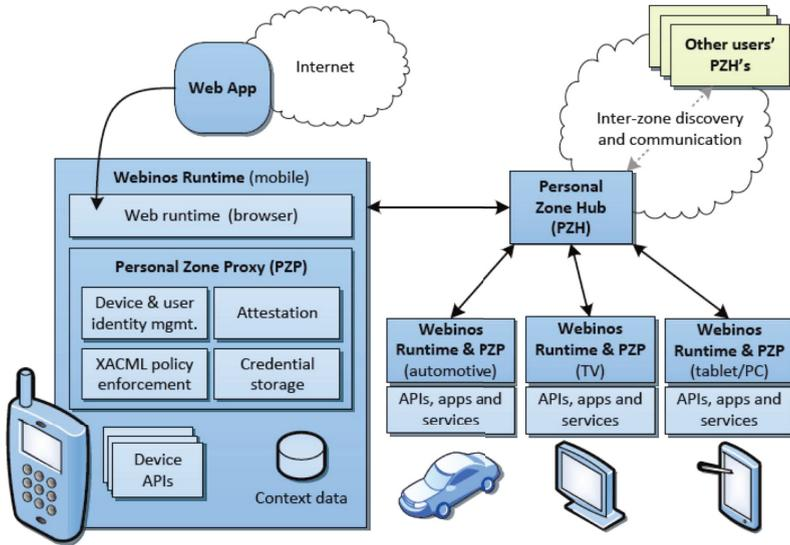 Web App
Internet
Other users'
PZH's
Inter-zone discovery
and communication
Webinos Runtime (mobile)
Web runtime (browser)
Personal Zone Proxy (PZP)
Device & user
identity mgmt.
Attestation
XACML policy
enforcement
Credential
storage
Device
APIs
Context data
Personal
Zone Hub
(PZH)
Webinos
Runtime & PZP
(automotive)
APIs, apps and
services
Webinos
Runtime & PZP
(TV)
APIs, apps and
services
Webinos
Runtime & PZP
(tablet/PC)
APIs, apps and
services